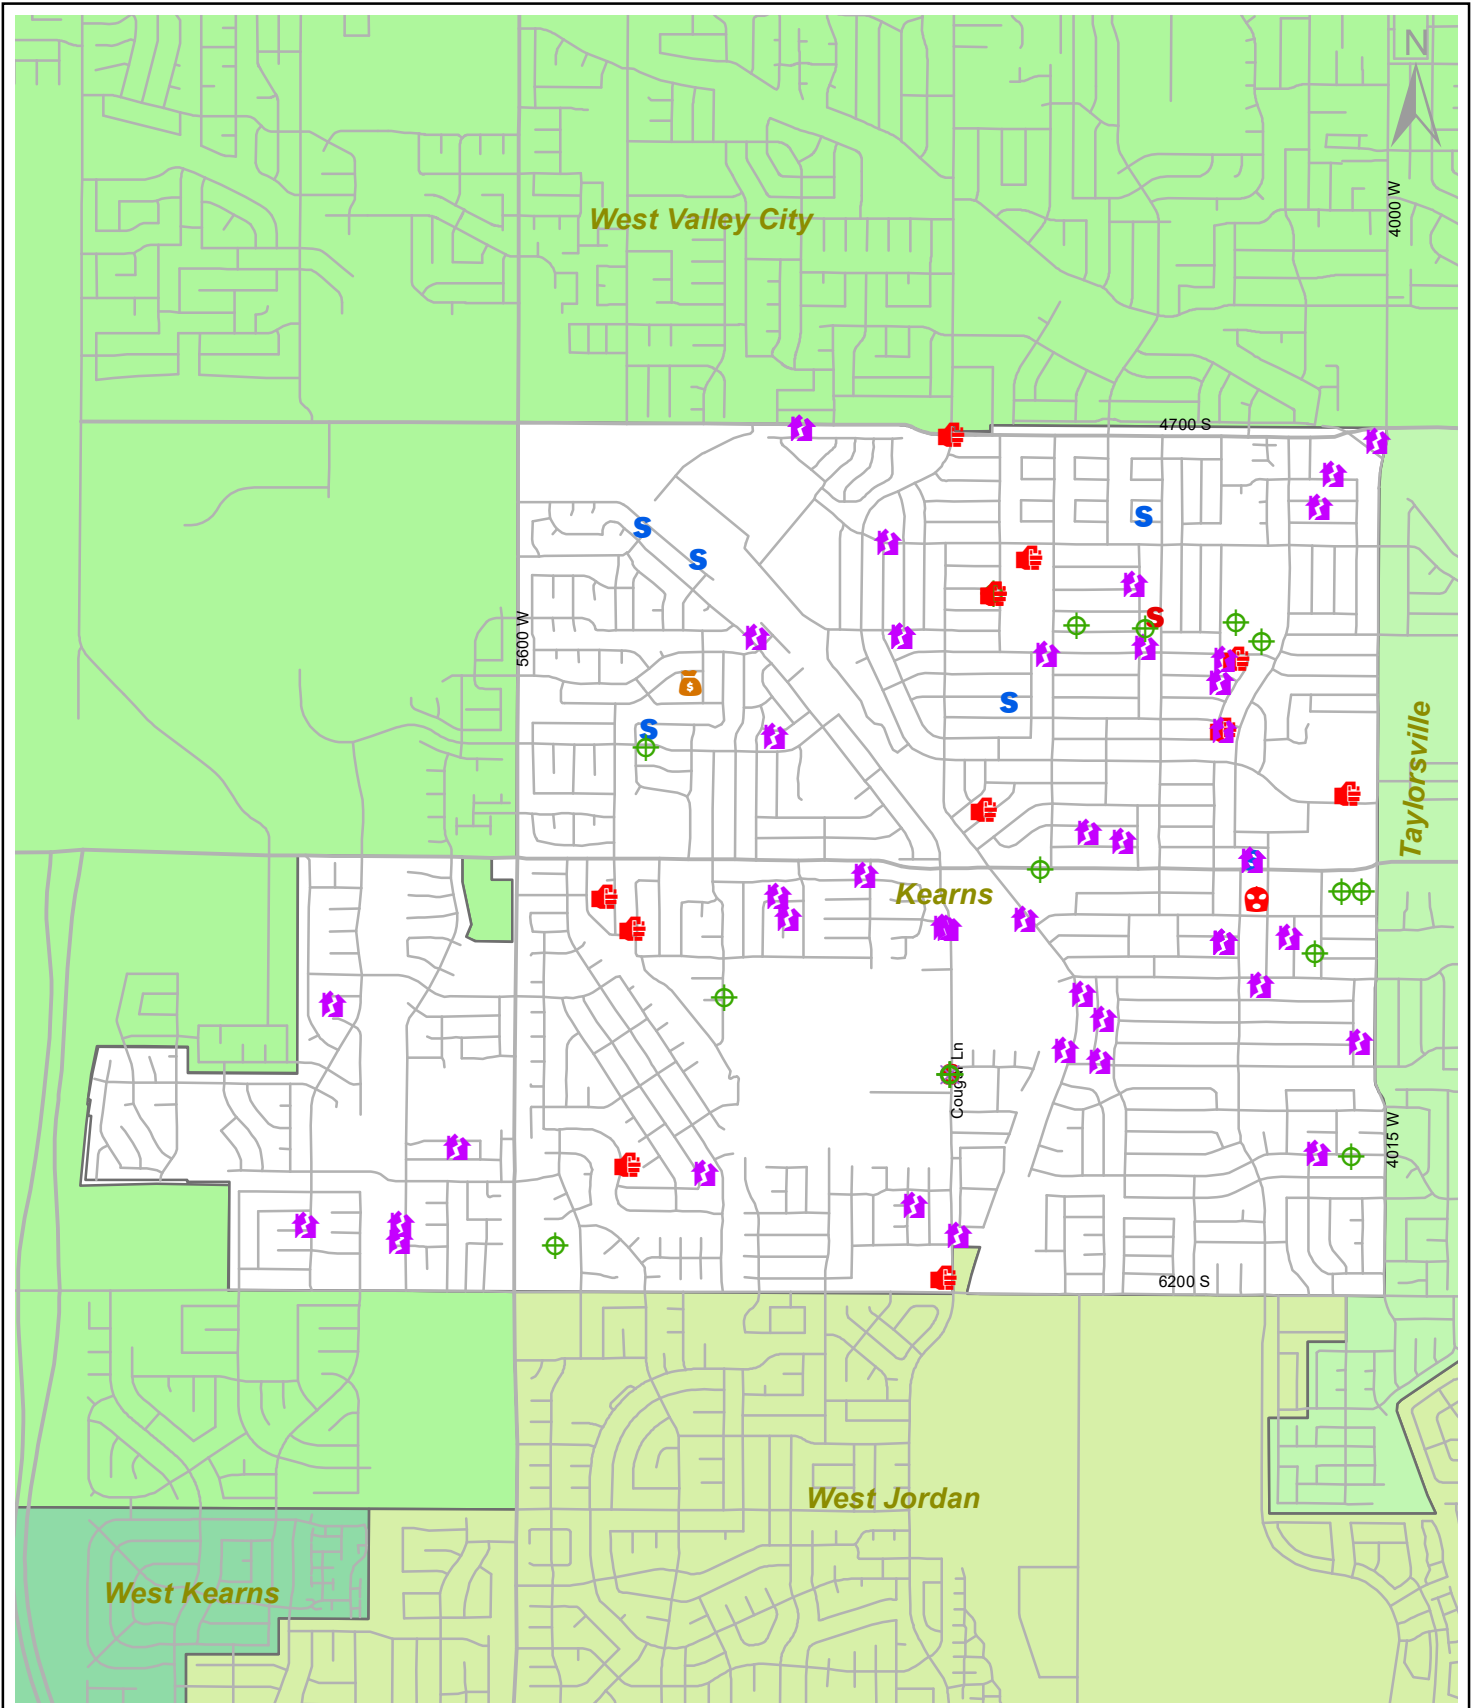 N
4000 W
West Valley City
4700 S
S
S
S
S
5600 W
S
$
S
Taylorsville
Kearns
S
Cougar Ln
4015 W
6200 S
West Jordan
West Kearns